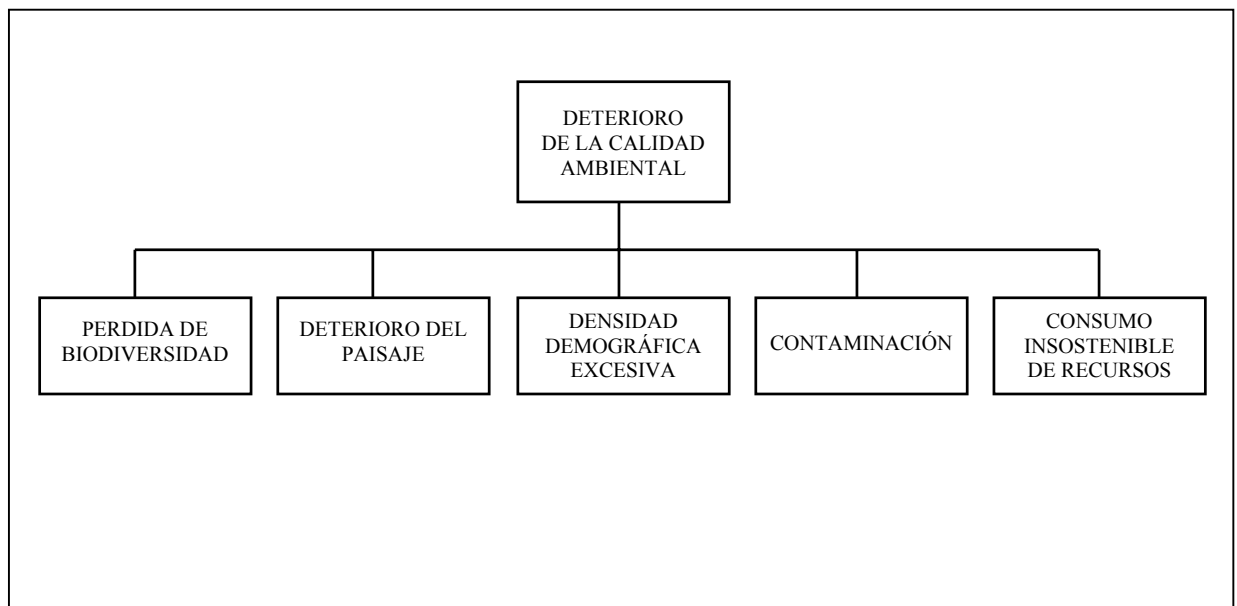 DETERIORO
DE LA CALIDAD
AMBIENTAL
PERDIDA DE
BIODIVERSIDAD
DETERIORO DEL
PAISAJE
DENSIDAD
DEMOGRÁFICA
EXCESIVA
CONTAMINACIÓN
CONSUMO
INSOSTENIBLE
DE RECURSOS